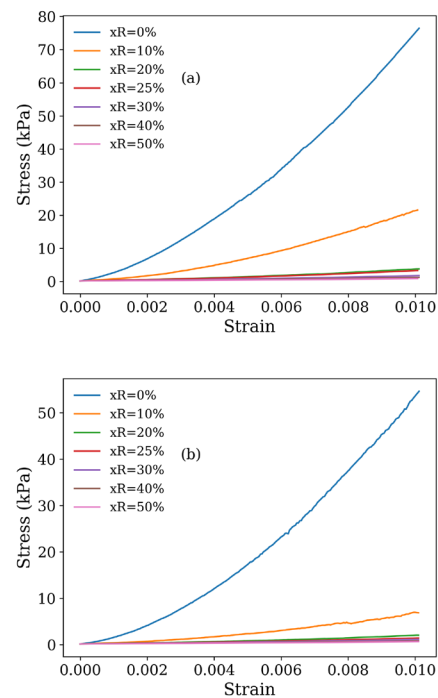 80
70
60
50
40
30
20
10
0
Stress (kPa)
xR=0%
xR=10%
xR=20%
xR=25%
xR=30%
xR=40%
xR=50%
(a)
0.000 0.002 0.004 0.006 0.008 0.010
Strain
50
40
30
20
10
0
Stress (kPa)
xR=0%
xR=10%
xR=20%
xR=25%
xR=30%
xR=40%
xR=50%
(b)
0.000 0.002 0.004 0.006 0.008 0.010
Strain